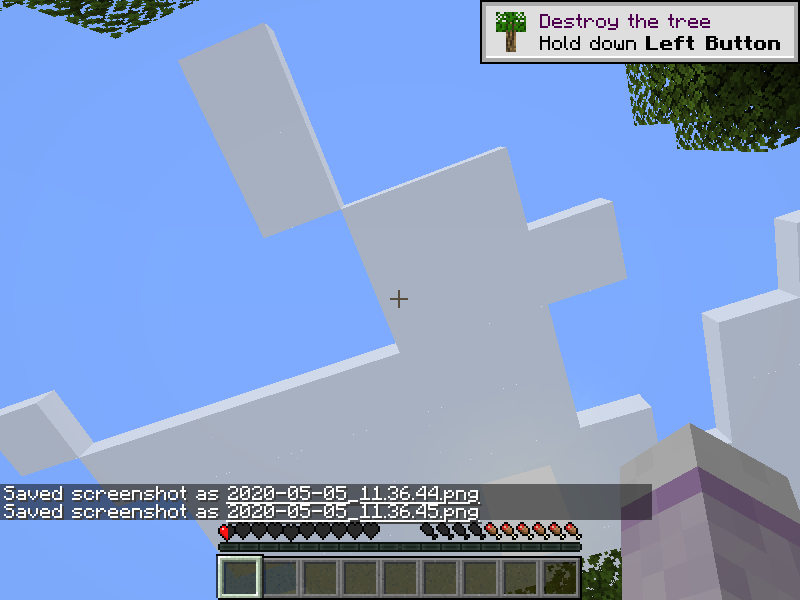 Destroy the tree
Hold down Left Button
Saved screenshot as 2020-05-05_11.36.44.png
Saved screenshot as 2020-05-05_11.36.45.png